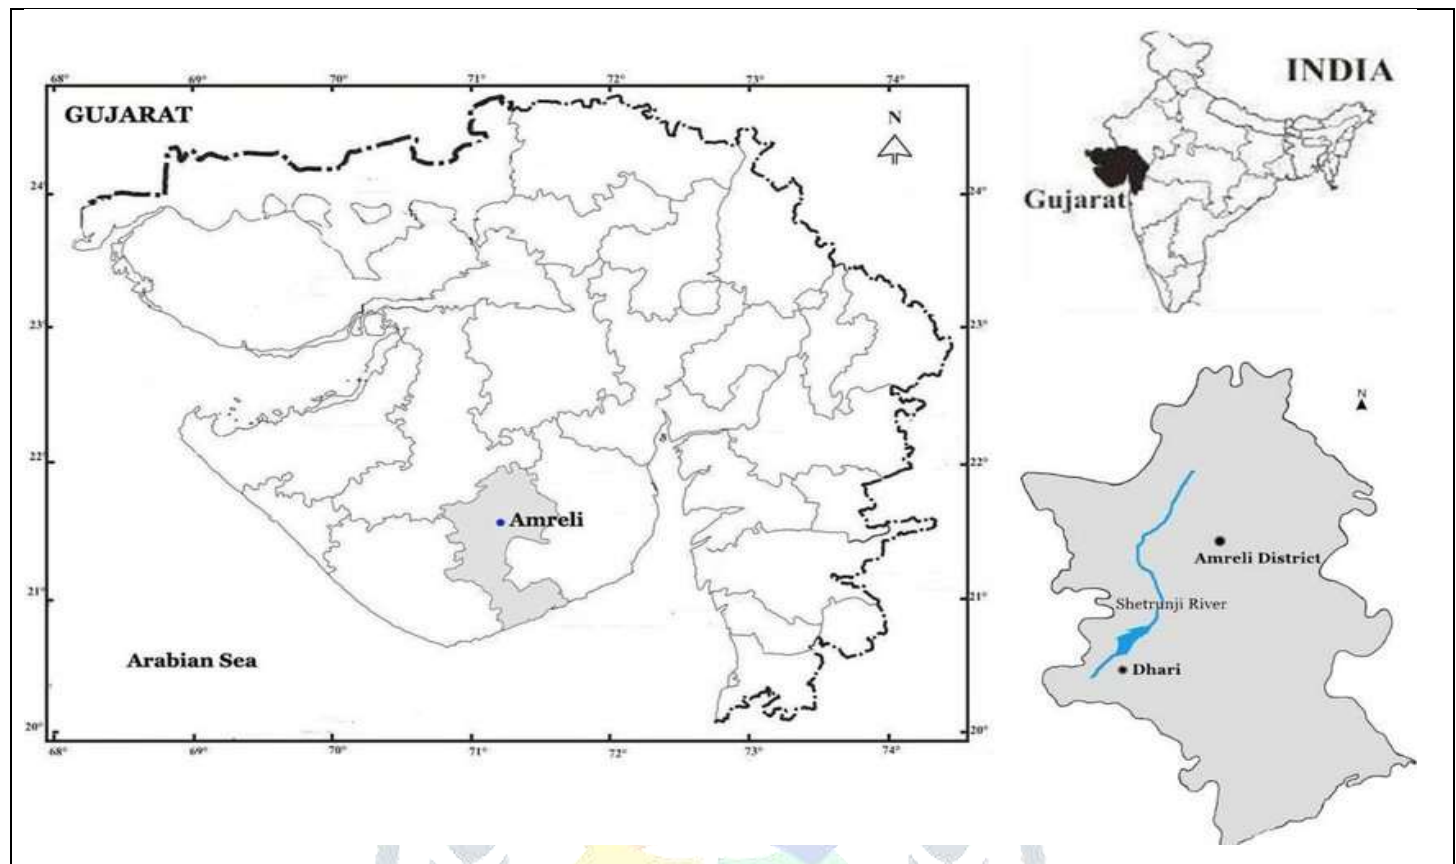 68° 69° 70° 71° 72° 73° 74°
GUJARAT
N
24° 24°
23° 23°
22° 22°
Amreli
21° 21°
Arabian Sea
20° 20°
68° 69° 70° 71° 72° 73° 74°
INDIA
Gujarat
N
Amreli District
Shetrunji River
Dhari